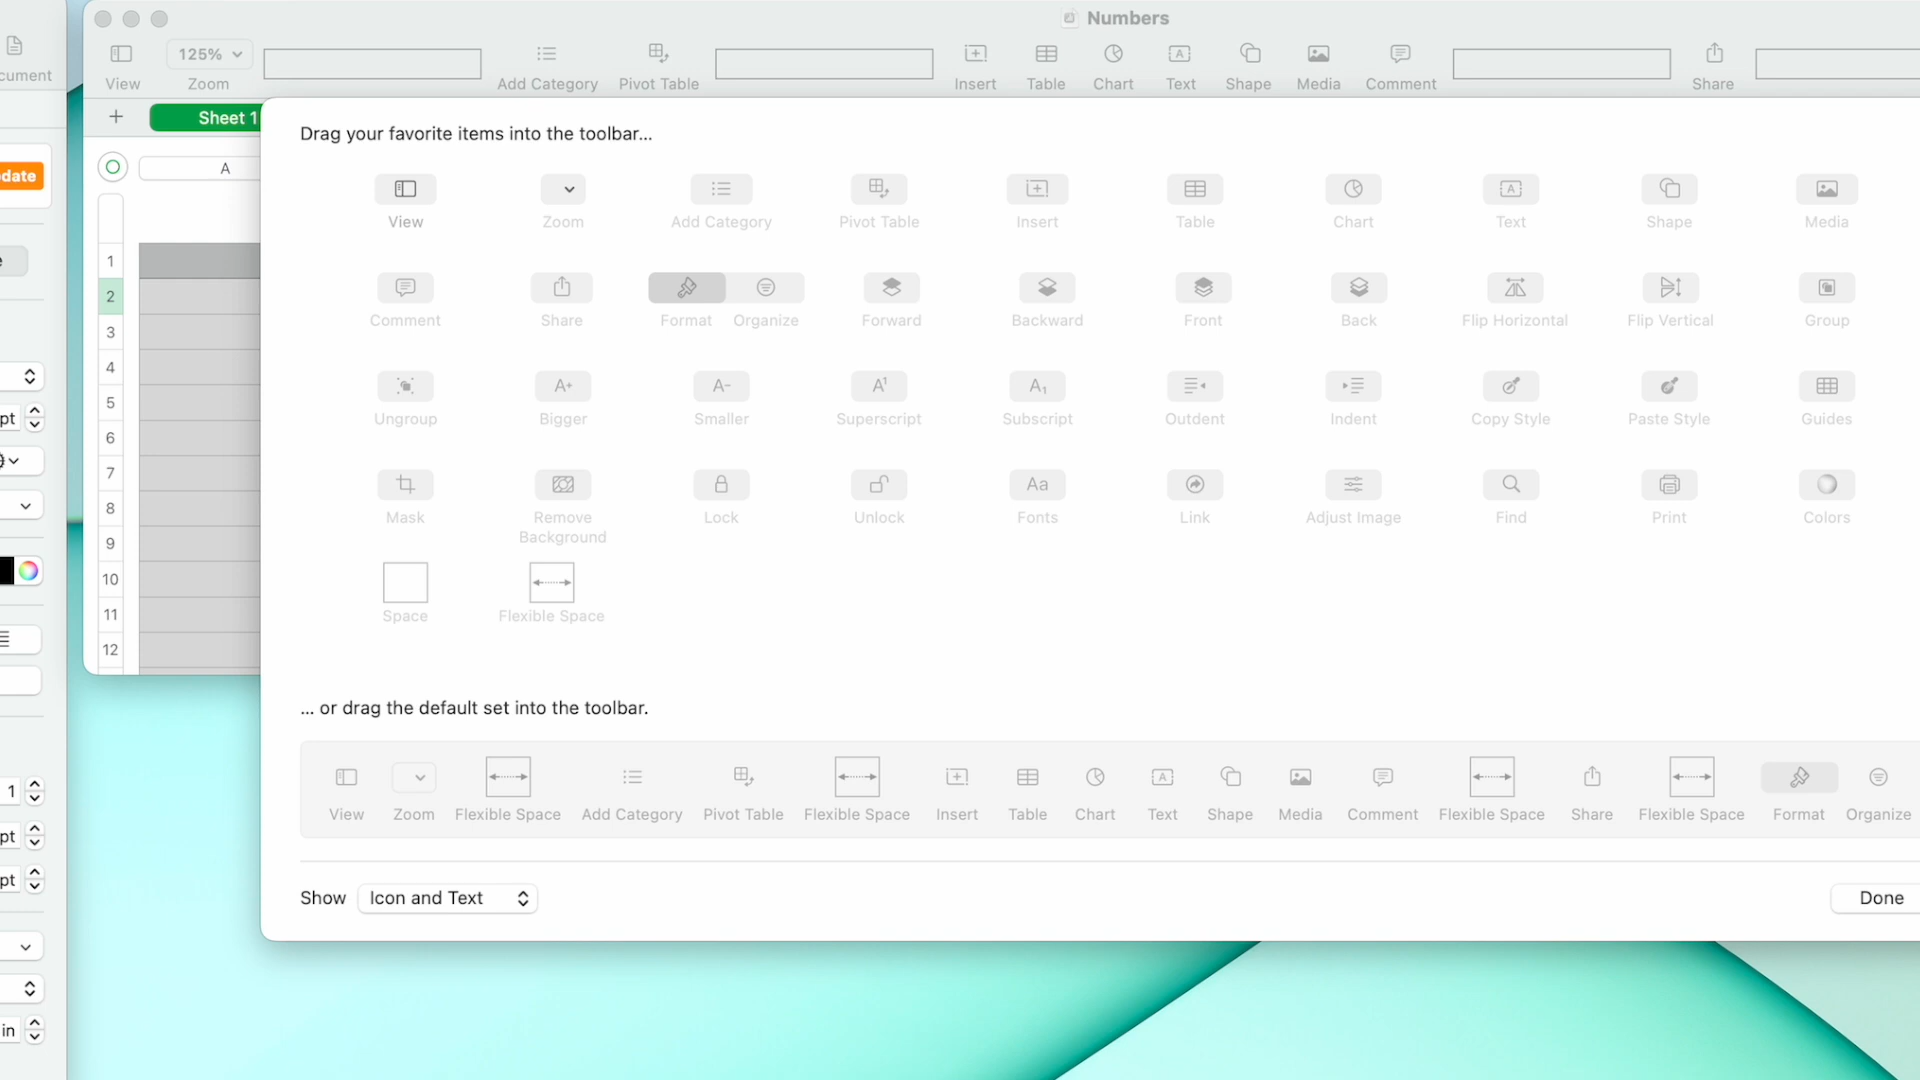 Numbers
125%
View Zoom Add Category Pivot Table Insert Table Chart Text Shape Media Comment Share
cument
Sheet 1
Drag your favorite items into the toolbar...
A
date
View Zoom Add Category Pivot Table Insert Table Chart Text Shape Media
1
2
3
4
5
6
7
8
9
10
11
12
Comment Share Format Organize Forward Backward Front Back Flip Horizontal Flip Vertical Group
Ungroup Bigger Smaller Superscript Subscript Outdent Indent Copy Style Paste Style Guides
pt
Mask Remove Background Lock Unlock Fonts Link Adjust Image Find Print Colors
Space Flexible Space
... or drag the default set into the toolbar.
1
View Zoom Flexible Space Add Category Pivot Table Flexible Space Insert Table Chart Text Shape Media Comment Flexible Space Share Flexible Space Format Organize
pt
pt
Show Icon and Text Done
in